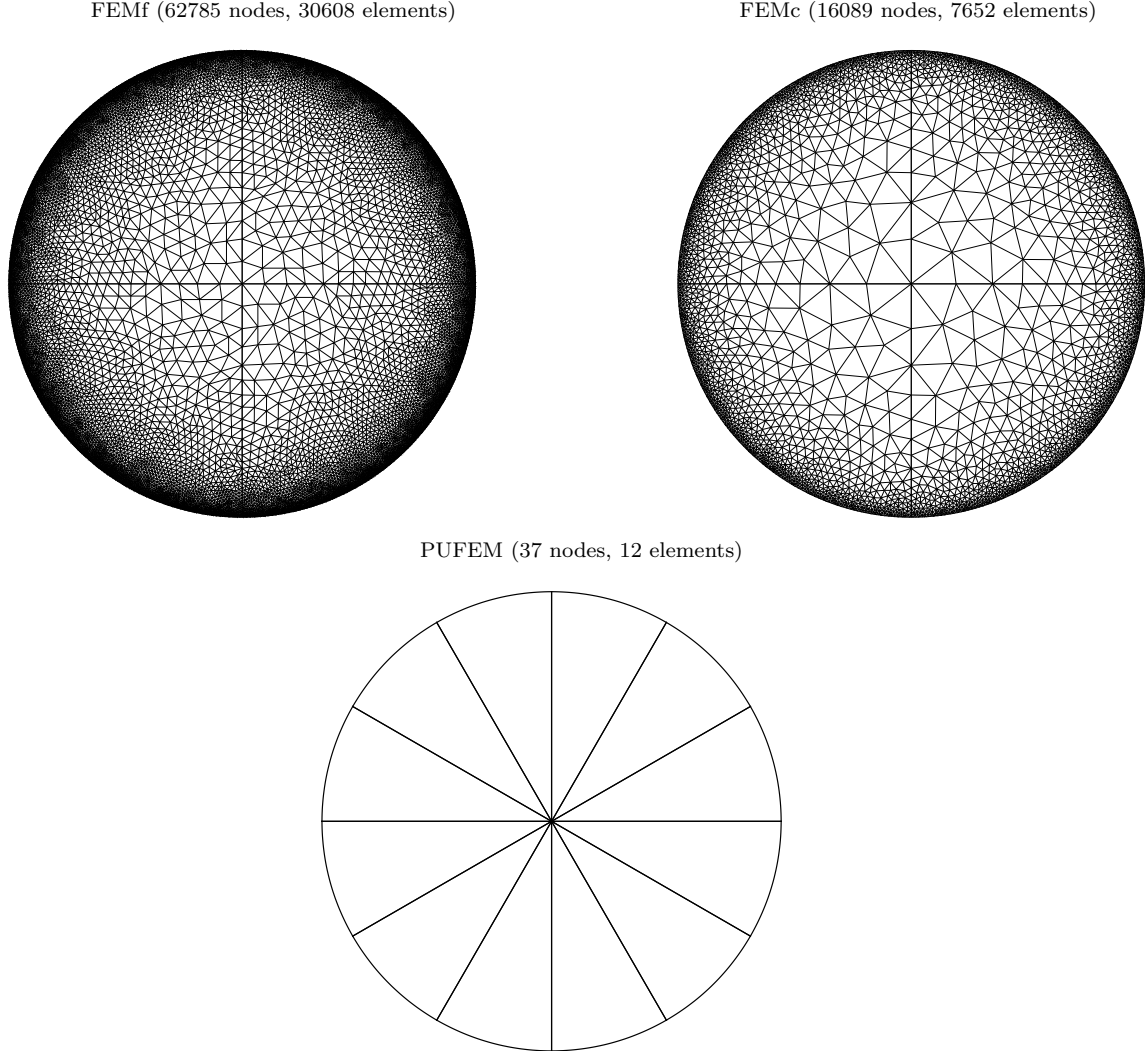 FEMf (62785 nodes, 30608 elements)
FEMc (16089 nodes, 7652 elements)
PUFEM (37 nodes, 12 elements)